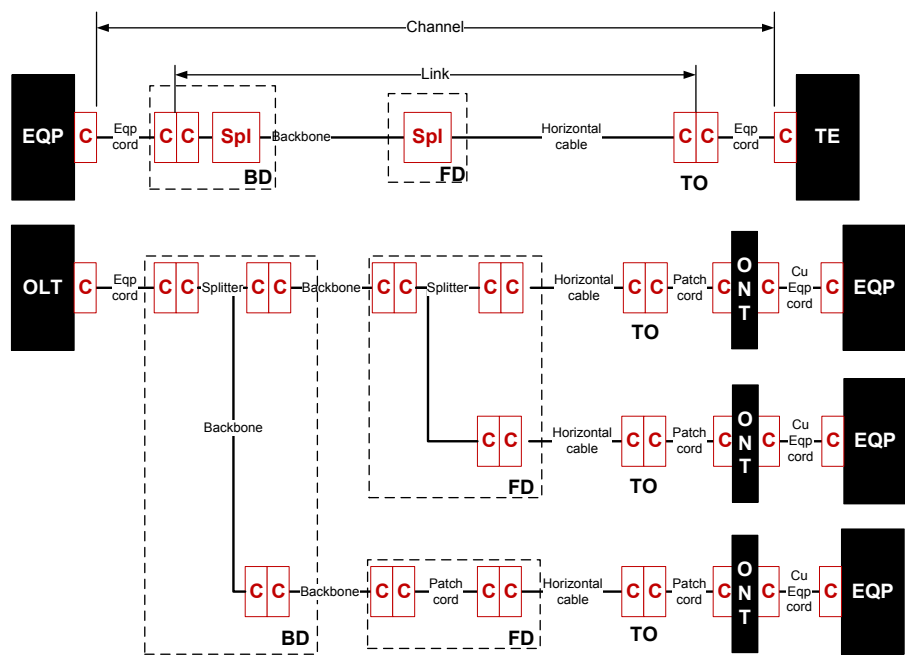 Channel
Link
EQP
C
Eqp
cord
C C
Spl
Backbone
BD
Spl
FD
Horizontal
cable
C C
TO
Eqp
cord
C
TE
OLT
C
Eqp
cord
C C
Splitter
C C
Backbone
C C
Splitter
C C
Horizontal
cable
C C
TO
Patch
cord
C
O
N
T
C
Cu
Eqp
cord
C
EQP
Backbone
C C
FD
Horizontal
cable
C C
TO
Patch
cord
C
O
N
T
C
Cu
Eqp
cord
C
EQP
C C
BD
Backbone
C C
Patch
cord
C C
FD
Horizontal
cable
C C
TO
Patch
cord
C
O
N
T
C
Cu
Eqp
cord
C
EQP